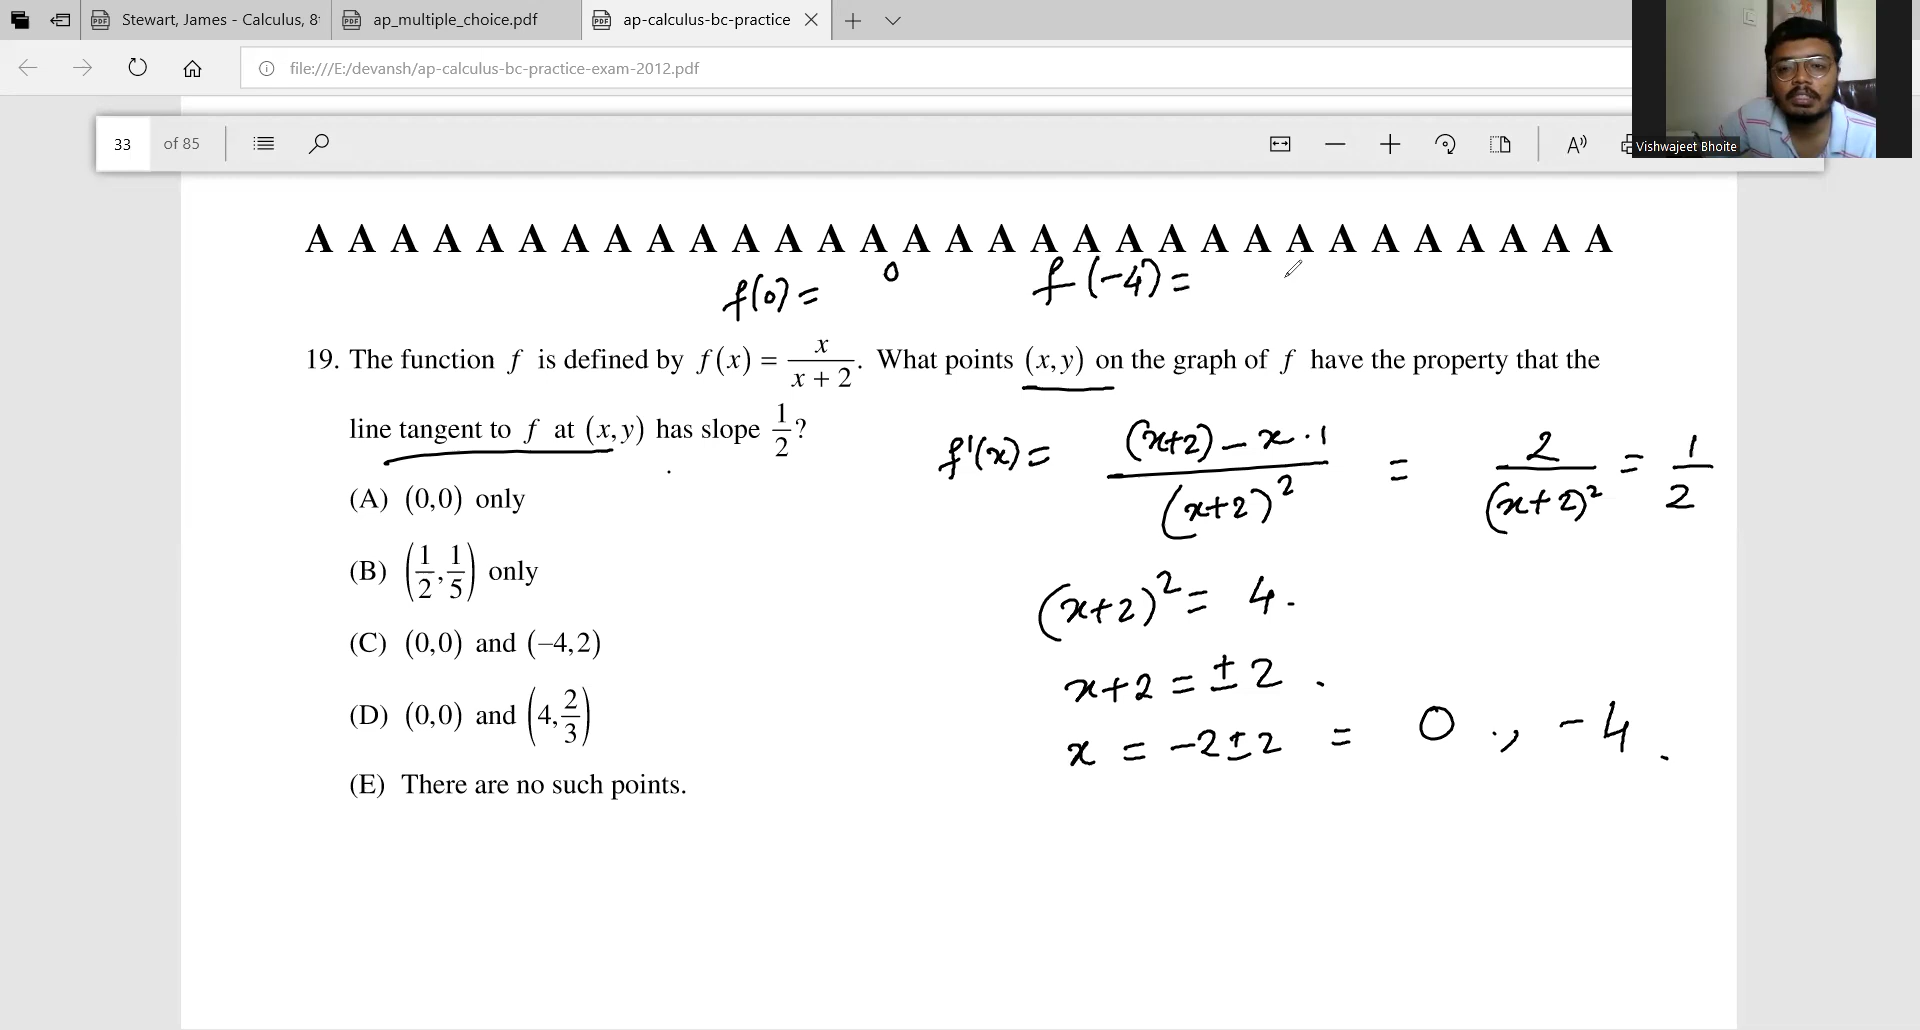 Stewart, James - Calculus, 8
ap_multiple_choice.pdf
ap-calculus-bc-practice
file:///E:/devansh/ap-calculus-bc-practice-exam-2012.pdf
Vishwajeet Bhoite
33 of 85
A A A A A A A A A A A A A A A A A A A A A A A A A A A A A A A
f(0) = 0
f(-4) =
19. The function f is defined by f(x) = x/(x + 2). What points (x, y) on the graph of f have the property that the
line tangent to f at (x, y) has slope 1/2?
(A) (0,0) only
(B) (1/2, 1/5) only
(C) (0,0) and (–4,2)
(D) (0,0) and (4, 2/3)
(E) There are no such points.
f'(x) = ((x+2) - x · 1)/(x+2)² = 2/(x+2)² = 1/2
(x+2)² = 4.
x+2 = ±2.
x = -2±2 = 0, -4.